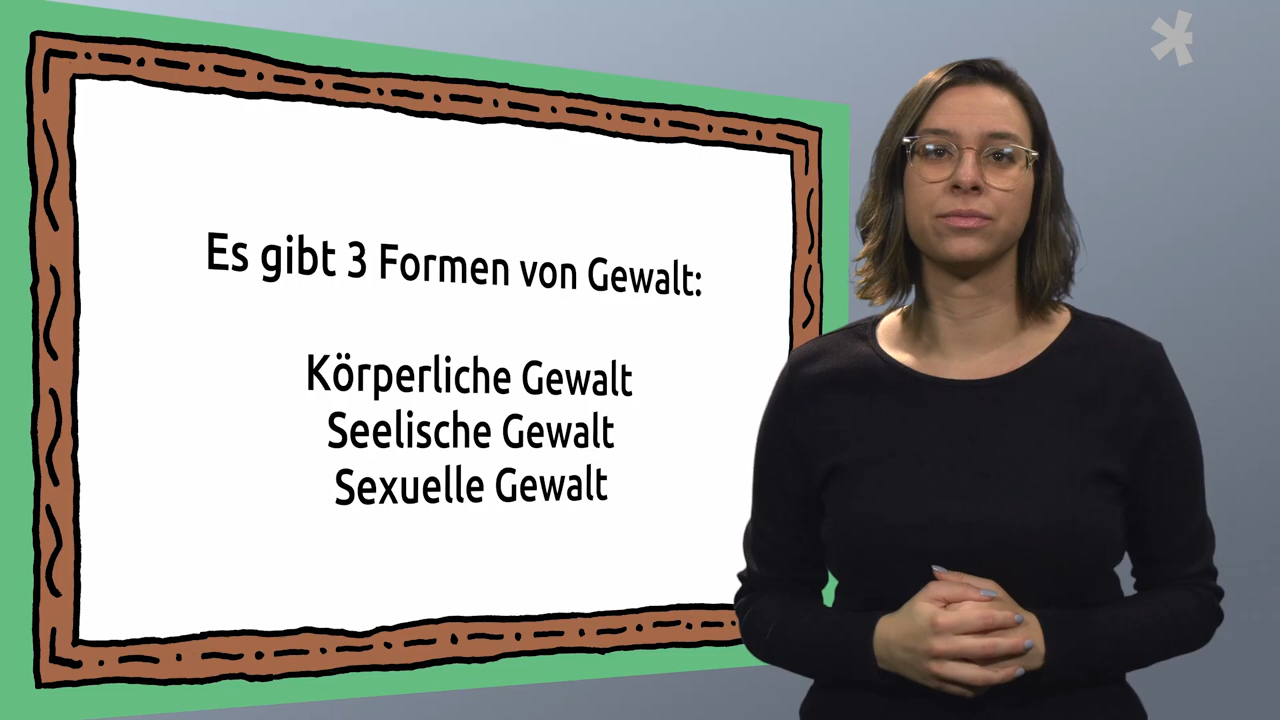 Es gibt 3 Formen von Gewalt:
Körperliche Gewalt
Seelische Gewalt
Sexuelle Gewalt